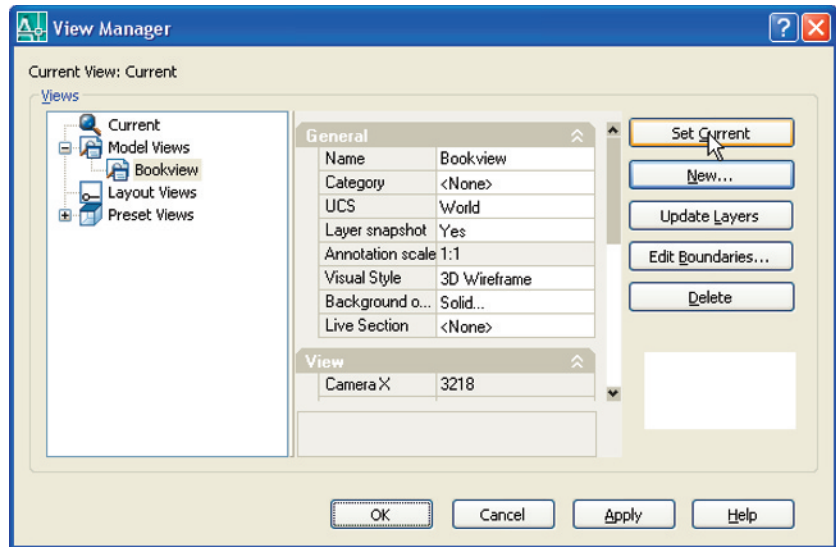 View Manager
Current View: Current
Views
Current
Model Views
Bookview
Layout Views
Preset Views
General
Name Bookview
Category <None>
UCS World
Layer snapshot Yes
Annotation scale 1:1
Visual Style 3D Wireframe
Background o... Solid...
Live Section <None>
View
Camera X 3218
Set Current
New...
Update Layers
Edit Boundaries...
Delete
OK
Cancel
Apply
Help